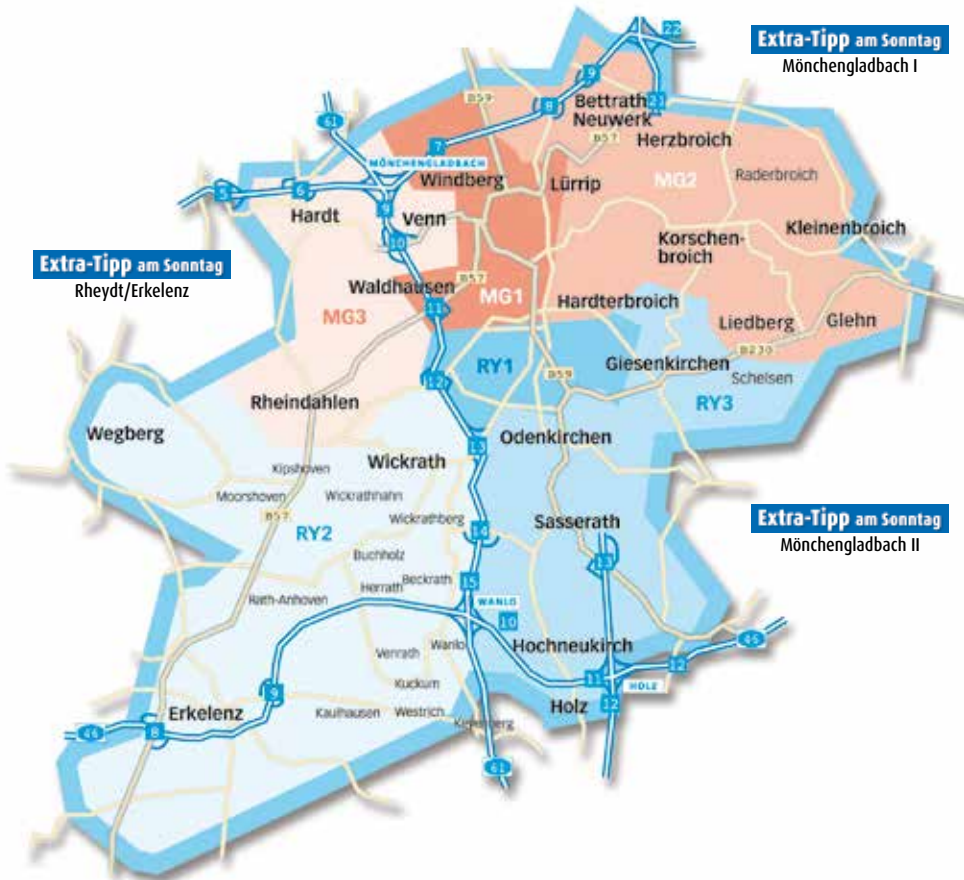 22
Extra-Tipp am Sonntag
Mönchengladbach I
9
B59
8
Bettrath
Neuwerk
21
61
B57
7
Herzbroich
MÖNCHENGLADBACH
Windberg
Lürrip
MG2
Raderbroich
5
6
9
Hardt
Venn
Kleinenbroich
10
Korschen-
broich
Extra-Tipp am Sonntag
Rheydt/Erkelenz
B57
Waldhausen
MG1
Hardterbroich
11
MG3
Liedberg
Glehn
B230
RY1
Giesenkirchen
12
B59
Schelsen
Rheindahlen
RY3
Wegberg
Odenkirchen
13
Wickrath
Kipshoven
Moorshoven
Wickrathhahn
B57
Wickrathberg
Sasserath
Extra-Tipp am Sonntag
Mönchengladbach II
RY2
14
Buchholz
13
Beckrath
15
Herrath
Rath-Anhoven
WANLO
10
46
Venrath
Wanlo
Hochneukirch
12
11
Kuckum
HOLZ
9
Erkelenz
Kaulhausen
Westrich
Holz
12
46
8
61